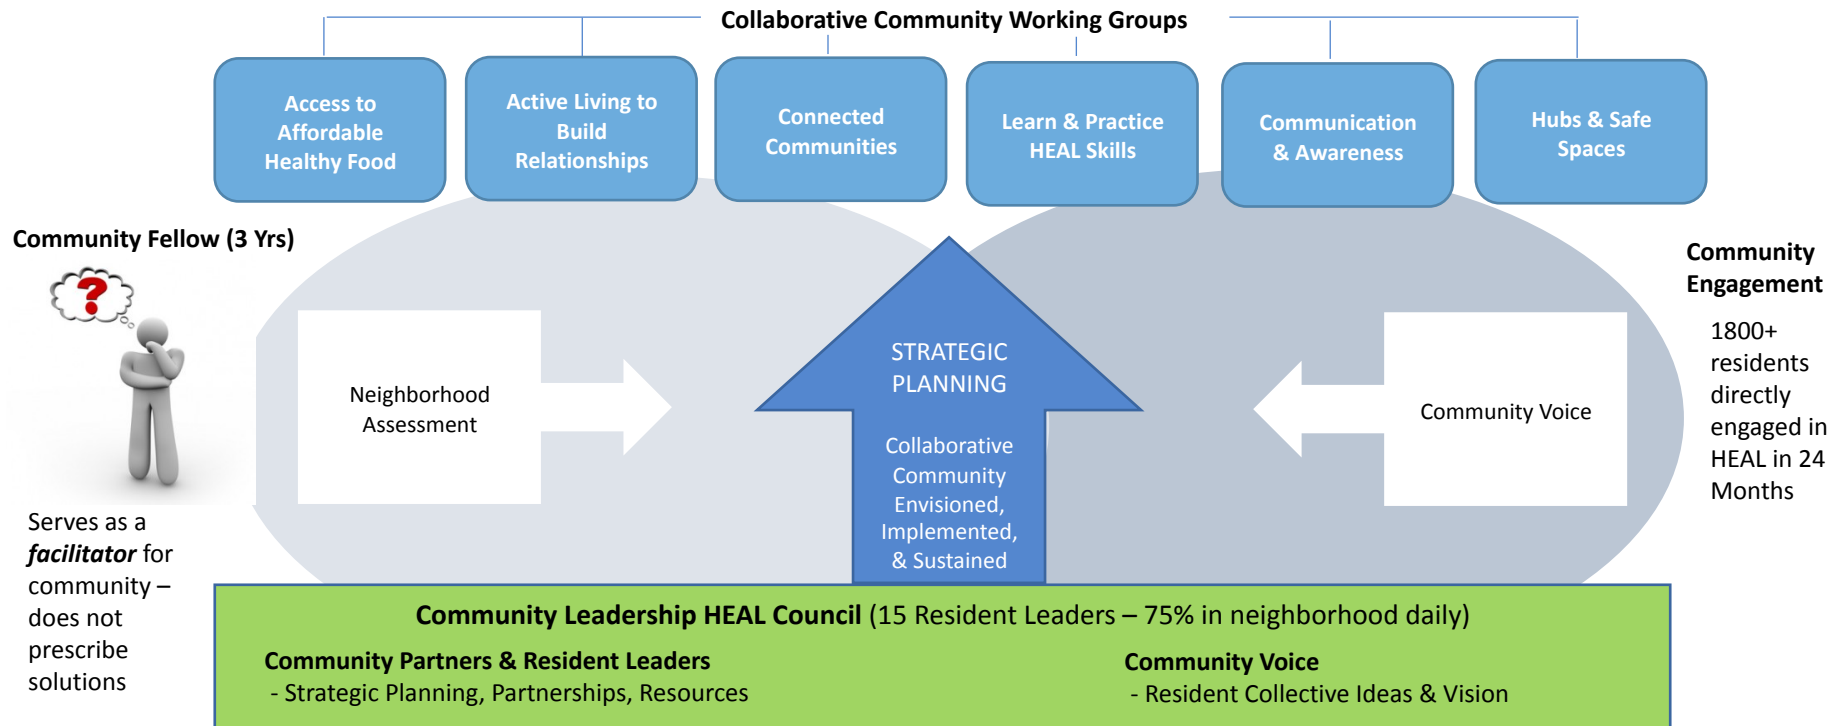 Collaborative Community Working Groups
Access to
Affordable
Healthy Food
Active Living to
Build
Relationships
Connected
Communities
Learn & Practice
HEAL Skills
Communication
& Awareness
Hubs & Safe
Spaces
Community Fellow (3 Yrs)
?
Serves as a
facilitator for
community –
does not
prescribe
solutions
Neighborhood
Assessment
STRATEGIC
PLANNING
Collaborative
Community
Envisioned,
Implemented,
& Sustained
Community Voice
Community
Engagement
1800+
residents
directly
engaged in
HEAL in 24
Months
Community Leadership HEAL Council (15 Resident Leaders – 75% in neighborhood daily)
Community Partners & Resident Leaders
- Strategic Planning, Partnerships, Resources
Community Voice
- Resident Collective Ideas & Vision